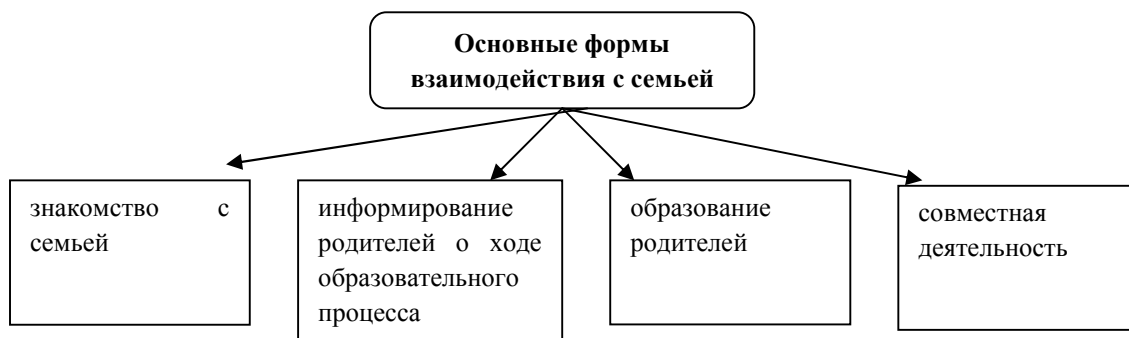 Основные формы
взаимодействия с семьей
знакомство с
семьей
информирование
родителей о ходе
образовательного
процесса
образование
родителей
совместная
деятельность